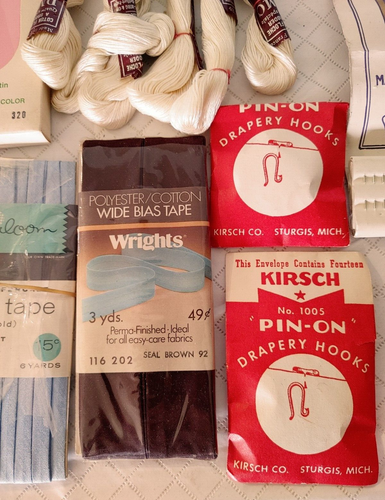 COLOR
320
tape
T
15¢
6 YARDS
POLYESTER/COTTON
WIDE BIAS TAPE
Wrights®
3 yds.
49¢
Perma-Finished · Ideal
for all easy-care fabrics
116 202 SEAL BROWN 92
PIN-ON
DRAPERY HOOKS
KIRSCH CO. STURGIS, MICH.
This Envelope Contains Fourteen
KIRSCH
No. 1005
"PIN-ON"
DRAPERY HOOKS
KIRSCH CO. STURGIS, MICH.